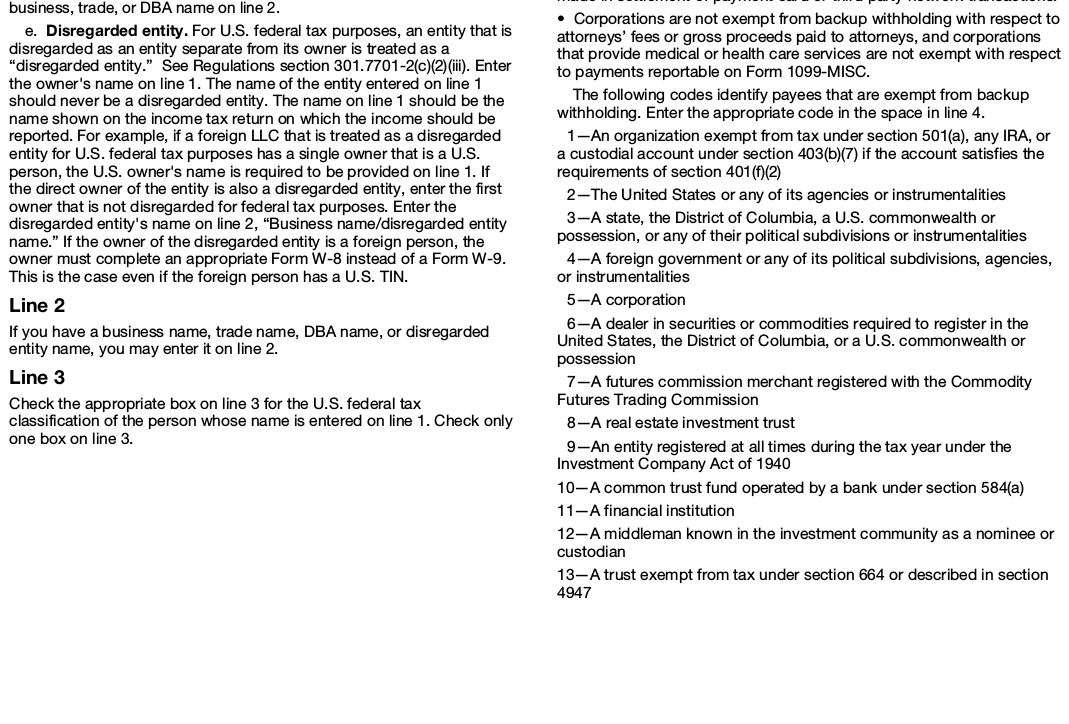 business, trade, or DBA name on line 2.
e. Disregarded entity. For U.S. federal tax purposes, an entity that is
disregarded as an entity separate from its owner is treated as a
“disregarded entity.” See Regulations section 301.7701-2(c)(2)(iii). Enter
the owner's name on line 1. The name of the entity entered on line 1
should never be a disregarded entity. The name on line 1 should be the
name shown on the income tax return on which the income should be
reported. For example, if a foreign LLC that is treated as a disregarded
entity for U.S. federal tax purposes has a single owner that is a U.S.
person, the U.S. owner's name is required to be provided on line 1. If
the direct owner of the entity is also a disregarded entity, enter the first
owner that is not disregarded for federal tax purposes. Enter the
disregarded entity's name on line 2, “Business name/disregarded entity
name.” If the owner of the disregarded entity is a foreign person, the
owner must complete an appropriate Form W-8 instead of a Form W-9.
This is the case even if the foreign person has a U.S. TIN.
Line 2
If you have a business name, trade name, DBA name, or disregarded
entity name, you may enter it on line 2.
Line 3
Check the appropriate box on line 3 for the U.S. federal tax
classification of the person whose name is entered on line 1. Check only
one box on line 3.
made in settlement of payment card or third party network transactions.
• Corporations are not exempt from backup withholding with respect to
attorneys’ fees or gross proceeds paid to attorneys, and corporations
that provide medical or health care services are not exempt with respect
to payments reportable on Form 1099-MISC.
The following codes identify payees that are exempt from backup
withholding. Enter the appropriate code in the space in line 4.
1—An organization exempt from tax under section 501(a), any IRA, or
a custodial account under section 403(b)(7) if the account satisfies the
requirements of section 401(f)(2)
2—The United States or any of its agencies or instrumentalities
3—A state, the District of Columbia, a U.S. commonwealth or
possession, or any of their political subdivisions or instrumentalities
4—A foreign government or any of its political subdivisions, agencies,
or instrumentalities
5—A corporation
6—A dealer in securities or commodities required to register in the
United States, the District of Columbia, or a U.S. commonwealth or
possession
7—A futures commission merchant registered with the Commodity
Futures Trading Commission
8—A real estate investment trust
9—An entity registered at all times during the tax year under the
Investment Company Act of 1940
10—A common trust fund operated by a bank under section 584(a)
11—A financial institution
12—A middleman known in the investment community as a nominee or
custodian
13—A trust exempt from tax under section 664 or described in section
4947